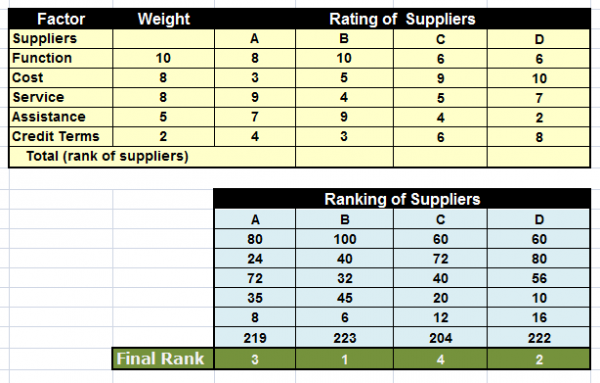 Factor Weight Rating of Suppliers
Suppliers A B C D
Function 10 8 10 6 6
Cost 8 3 5 9 10
Service 8 9 4 5 7
Assistance 5 7 9 4 2
Credit Terms 2 4 3 6 8
Total (rank of suppliers)
Ranking of Suppliers
A B C D
80 100 60 60
24 40 72 80
72 32 40 56
35 45 20 10
8 6 12 16
219 223 204 222
Final Rank 3 1 4 2